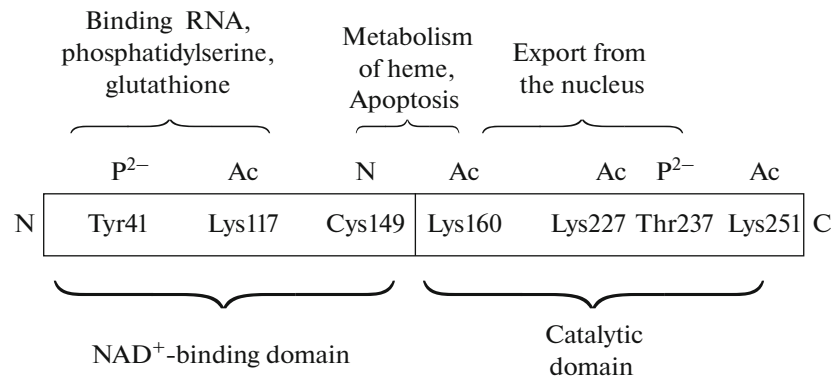 Binding RNA,
phosphatidylserine,
glutathione
Metabolism
of heme,
Apoptosis
Export from
the nucleus
P2− Ac N Ac Ac P2− Ac
N Tyr41 Lys117 Cys149 Lys160 Lys227 Thr237 Lys251 C
NAD+-binding domain
Catalytic
domain